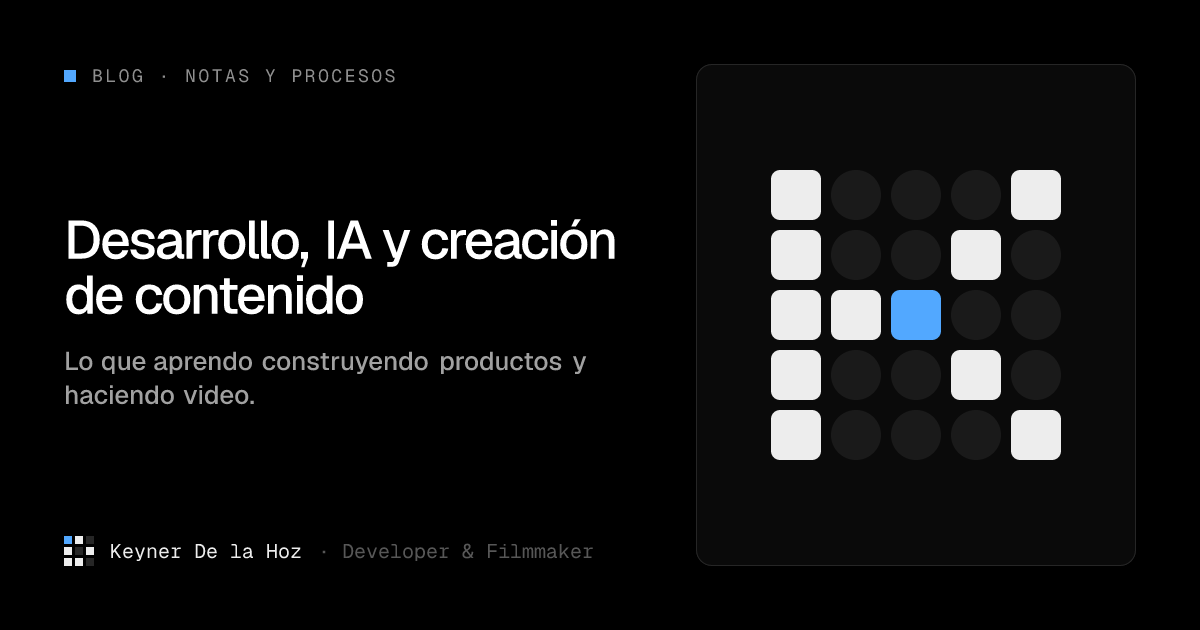 BLOG · NOTAS Y PROCESOS
Desarrollo, IA y creación
de contenido
Lo que aprendo construyendo productos y
haciendo video.
Keyner De la Hoz · Developer & Filmmaker